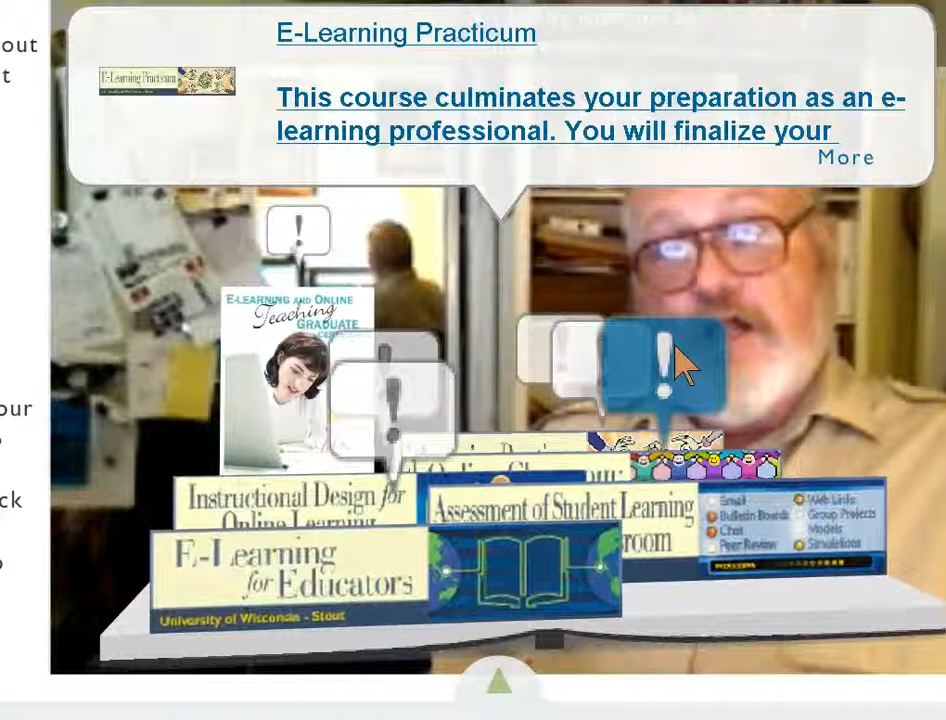 out
t
E-Learning Practicum
E-Learning Practicum
This course culminates your preparation as an e-
learning professional. You will finalize your
More
E-LEARNING AND ONLINE
Teaching
GRADUATE
our
ck
Instructional Design for
Online Learning
Assessment of Student Learning
room
Email
Bulletin Boards
Chat
Peer Review
Web Links
Group Projects
Models
Simulations
E-Learning
for Educators
University of Wisconsin - Stout